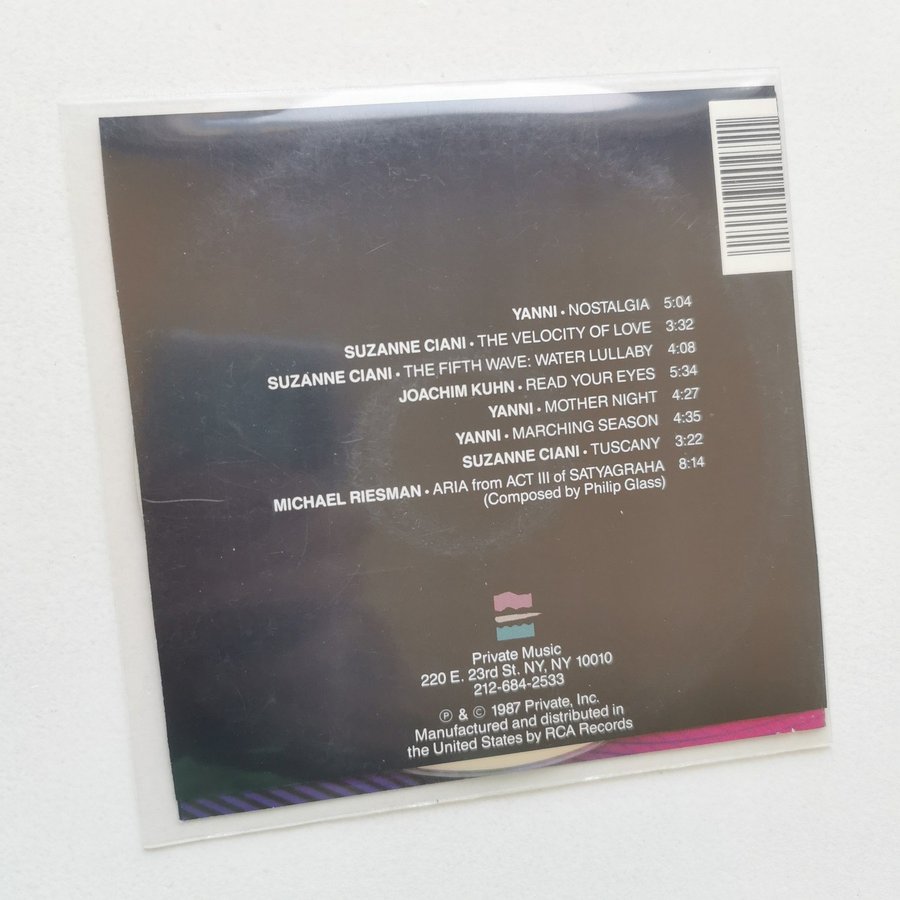 YANNI • NOSTALGIA 5:04
SUZANNE CIANI • THE VELOCITY OF LOVE 3:32
SUZANNE CIANI • THE FIFTH WAVE: WATER LULLABY 4:08
JOACHIM KUHN • READ YOUR EYES 5:34
YANNI • MOTHER NIGHT 4:27
YANNI • MARCHING SEASON 4:35
SUZANNE CIANI • TUSCANY 3:22
MICHAEL RIESMAN • ARIA from ACT III of SATYAGRAHA 8:14
(Composed by Philip Glass)
Private Music
220 E. 23rd St. NY, NY 10010
212-684-2533
℗ & © 1987 Private, Inc.
Manufactured and distributed in
the United States by RCA Records